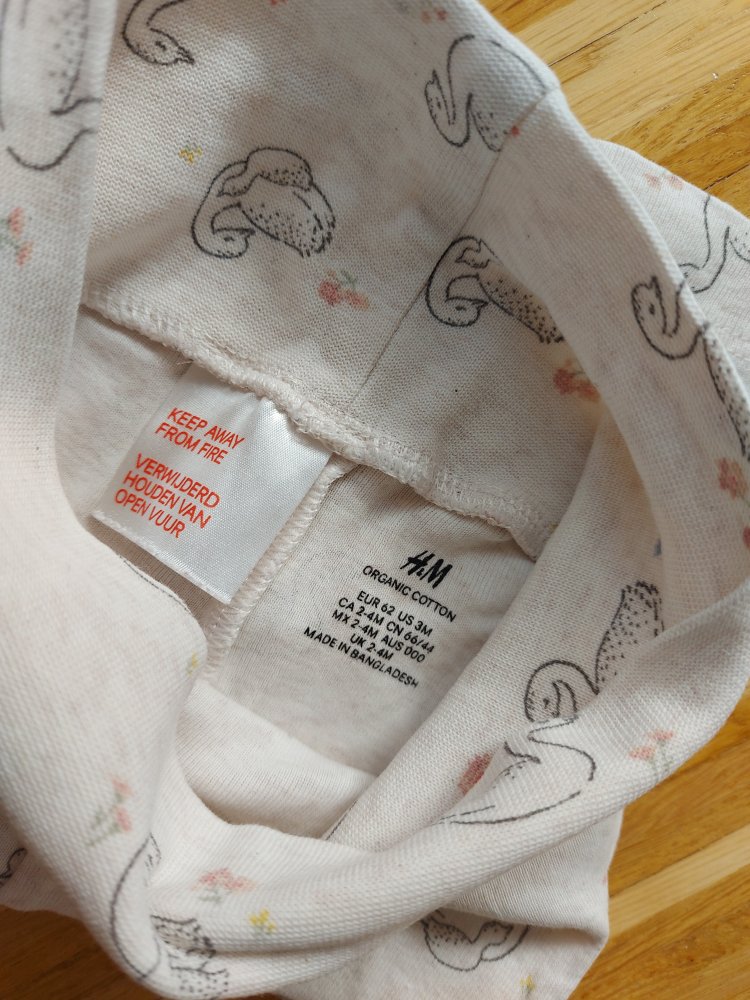 KEEP AWAY
FROM FIRE
VERWIJDERD
HOUDEN VAN
OPEN VUUR
H&M
ORGANIC COTTON
EUR 62 US 3M
CA 2-4M CN 66/44
MX 2-4M AUS 000
UK 2-4M
MADE IN BANGLADESH